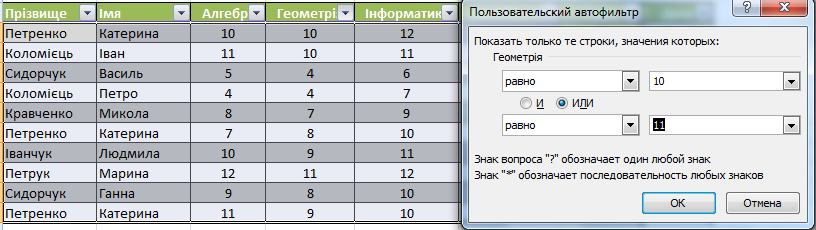 Прізвище Імя Алгебр Геометрі Інформатик
Петренко Катерина 10 10 12
Коломієць Іван 11 10 11
Сидорчук Василь 5 4 6
Коломієць Петро 4 4 7
Кравченко Микола 8 7 9
Петренко Катерина 7 8 10
Іванчук Людмила 10 9 11
Петрук Марина 12 11 12
Сидорчук Ганна 9 8 10
Петренко Катерина 11 9 10
Пользовательский автофильтр
Показать только те строки, значения которых:
Геометрія
равно 10
И ИЛИ
равно 11
Знак вопроса "?" обозначает один любой знак
Знак "*" обозначает последовательность любых знаков
ОК Отмена